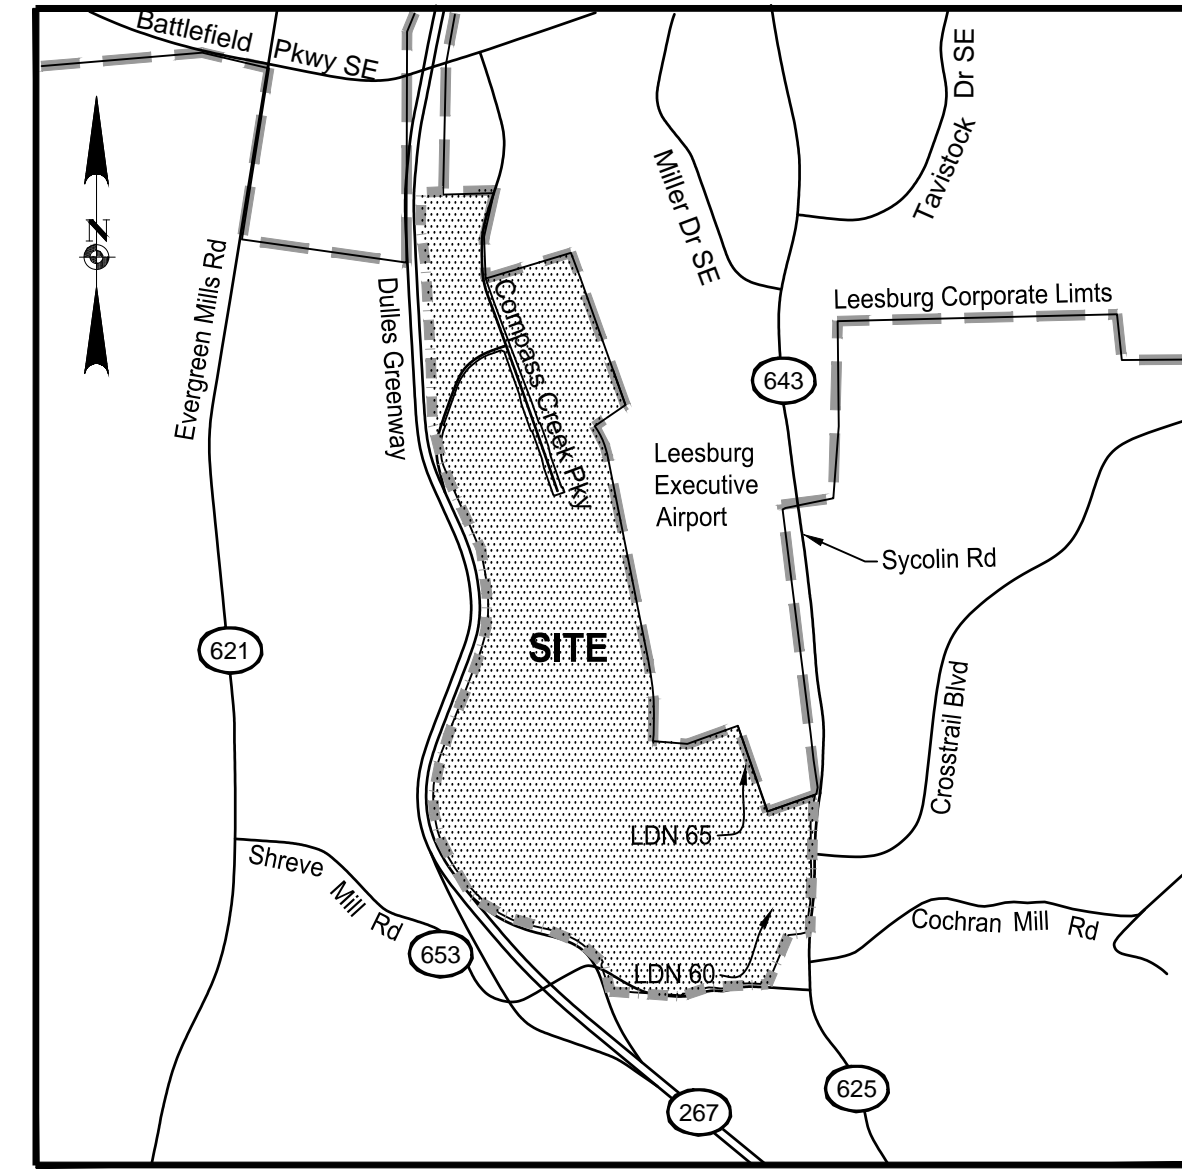 Battlefield Pkwy SE
Tavistock Dr SE
Miller Dr SE
N
Evergreen Mills Rd
Dulles Greenway
Compass Creek Pky
Leesburg Corporate Limts
643
Leesburg
Executive
Airport
Sycolin Rd
SITE
621
Crosstrail Blvd
LDN 65
Shreve Mill Rd
653
Cochran Mill Rd
LDN 60
625
267